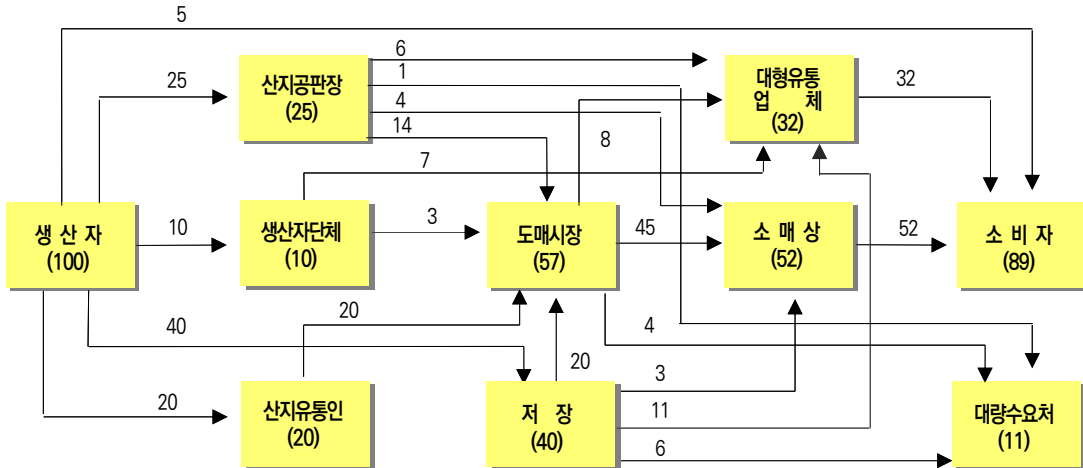 5
6
산지공판장
(25)
25
1
4
14
대형유통
업 체
(32)
32
8
7
생 산 자
(100)
10
생산자단체
(10)
3
도매시장
(57)
45
소 매 상
(52)
52
소 비 자
(89)
40
20
4
20
산지유통인
(20)
20
저 장
(40)
3
11
6
대량수요처
(11)